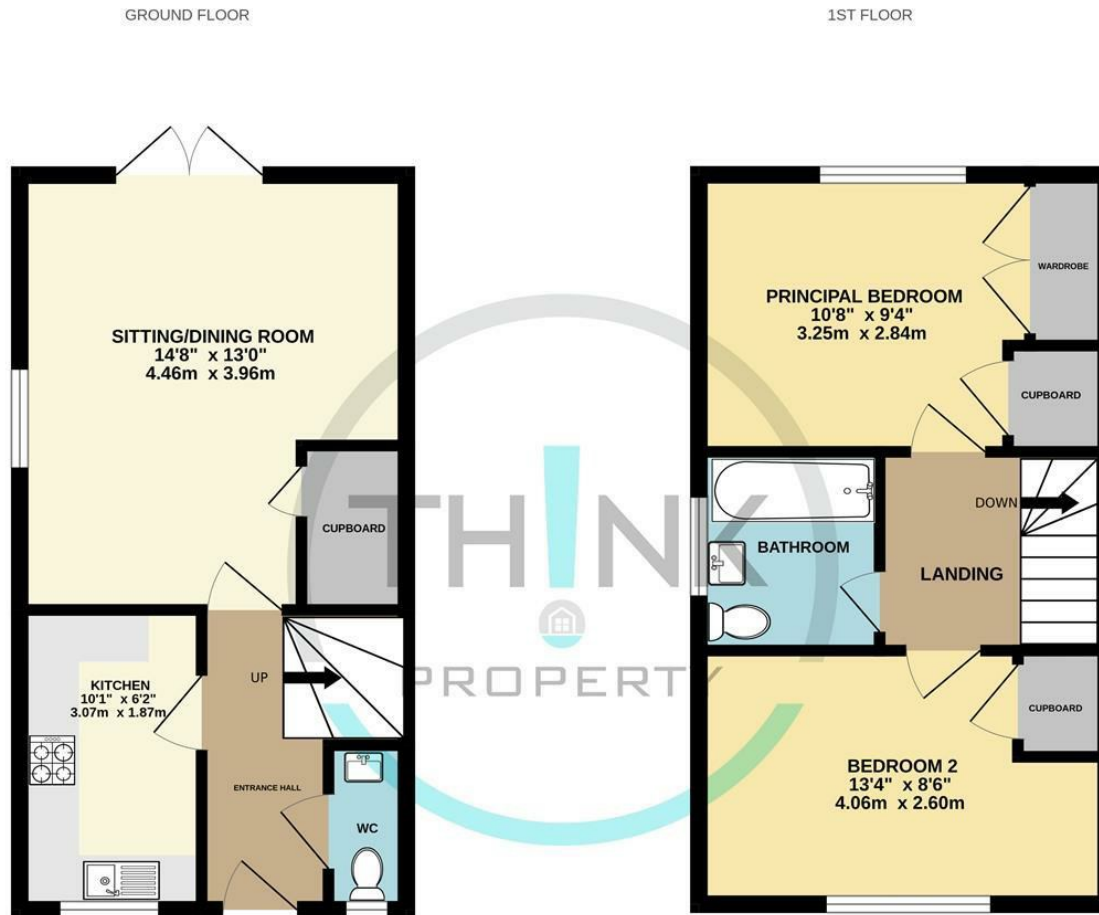 GROUND FLOOR
1ST FLOOR
SITTING/DINING ROOM
14'8" x 13'0"
4.46m x 3.96m
CUPBOARD
KITCHEN
10'1" x 6'2"
3.07m x 1.87m
UP
ENTRANCE HALL
WC
PRINCIPAL BEDROOM
10'8" x 9'4"
3.25m x 2.84m
WARDROBE
CUPBOARD
BATHROOM
DOWN
LANDING
BEDROOM 2
13'4" x 8'6"
4.06m x 2.60m
CUPBOARD
TH!NK
PROPERTY